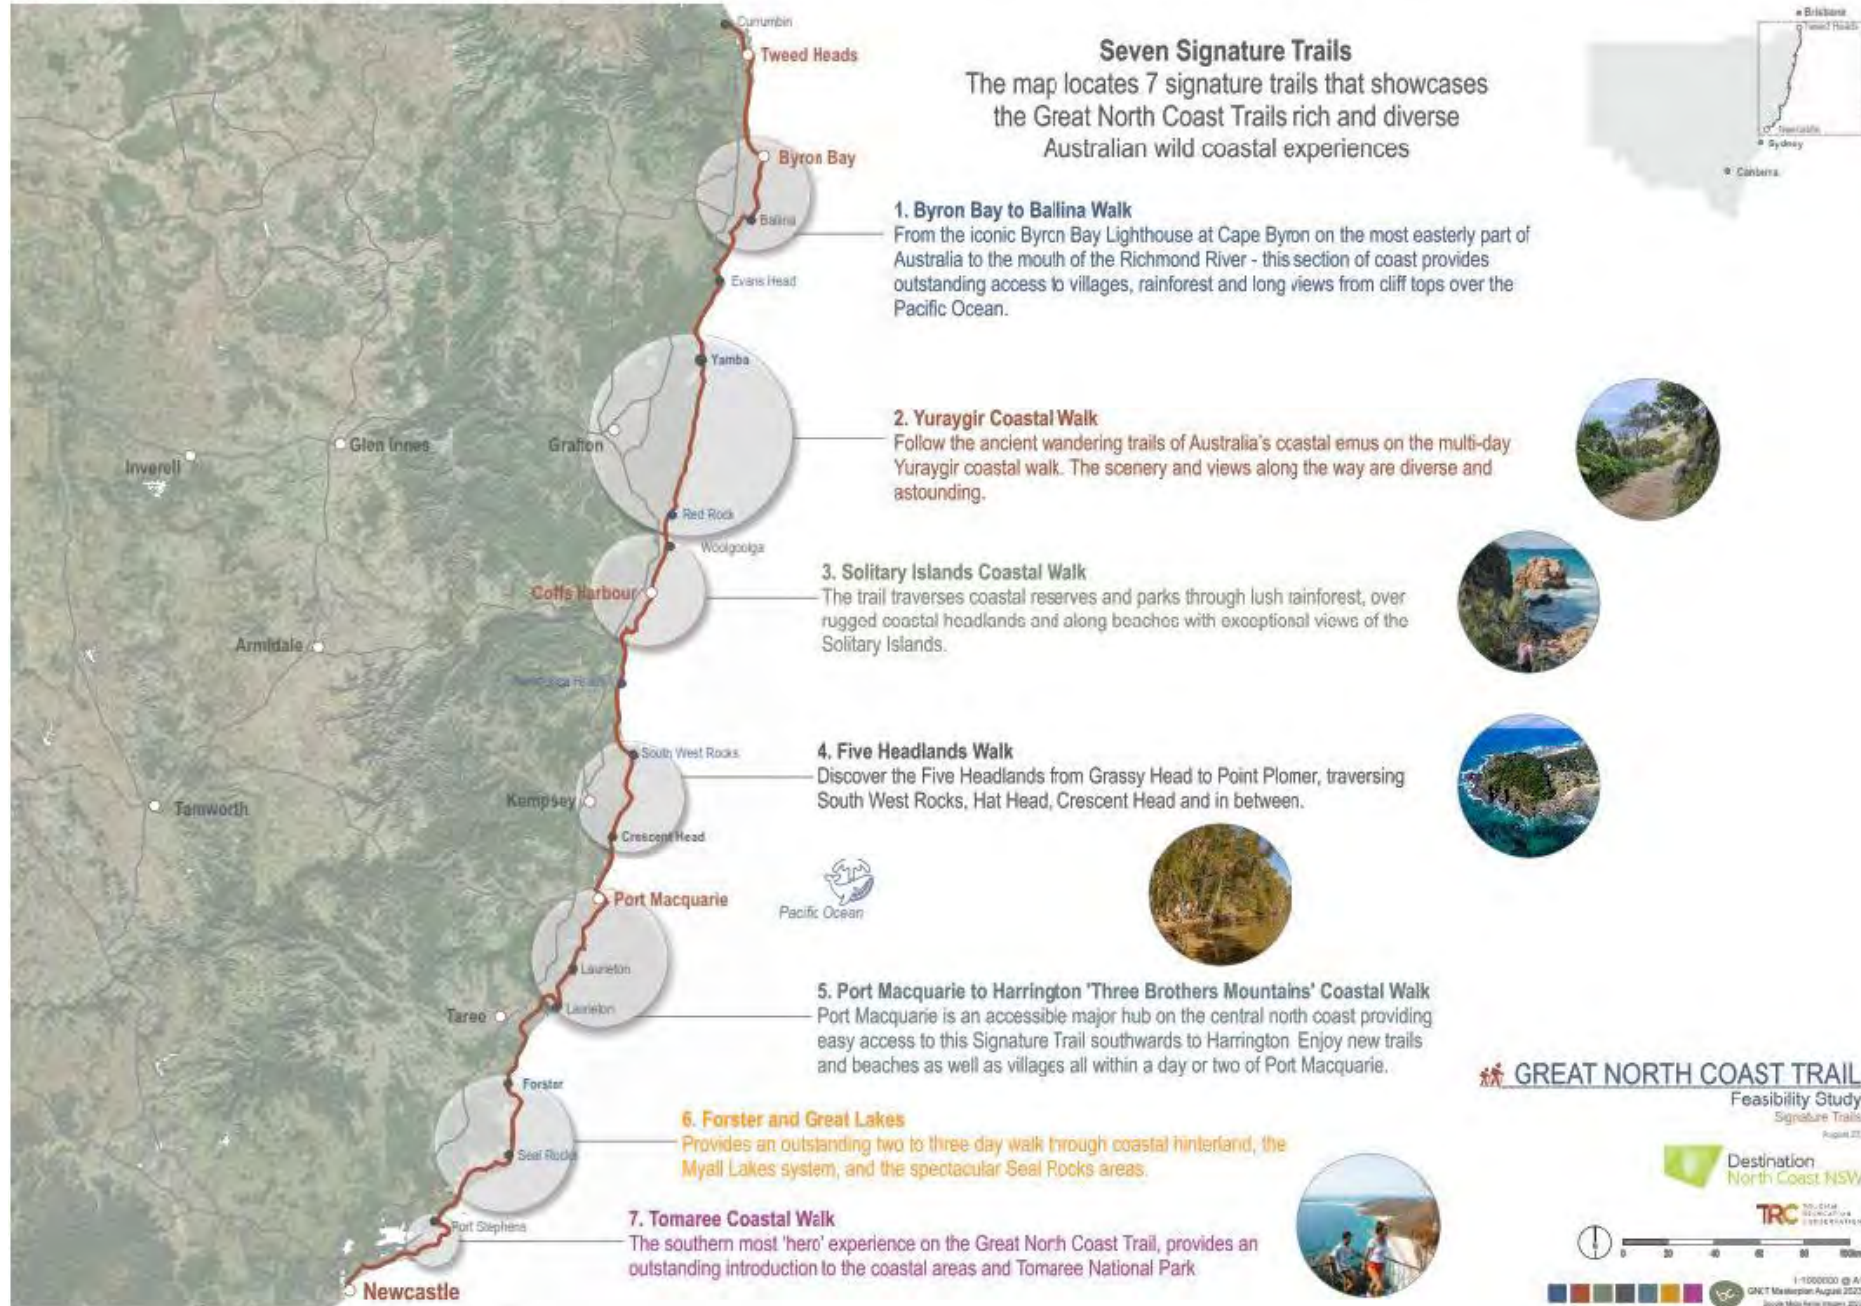 Currumbin
Tweed Heads
Byron Bay
Ballina
Evans Head
Yamba
Glen Innes
Grafton
Inverell
Red Rock
Woolgoolga
Coffs Harbour
Armidale
South West Rocks
Kempsey
Tamworth
Crescent Head
Port Macquarie
Pacific Ocean
Laurieton
Laurieton
Taree
Forster
Seal Rocks
Port Stephens
Newcastle
Seven Signature Trails
The map locates 7 signature trails that showcases
the Great North Coast Trails rich and diverse
Australian wild coastal experiences
Brisbane
Tweed Heads
Newcastle
Sydney
Canberra
1. Byron Bay to Ballina Walk
From the iconic Byron Bay Lighthouse at Cape Byron on the most easterly part of
Australia to the mouth of the Richmond River - this section of coast provides
outstanding access to villages, rainforest and long views from cliff tops over the
Pacific Ocean.
2. Yuraygir Coastal Walk
Follow the ancient wandering trails of Australia's coastal emus on the multi-day
Yuraygir coastal walk. The scenery and views along the way are diverse and
astounding.
3. Solitary Islands Coastal Walk
The trail traverses coastal reserves and parks through lush rainforest, over
rugged coastal headlands and along beaches with exceptional views of the
Solitary Islands.
4. Five Headlands Walk
Discover the Five Headlands from Grassy Head to Point Plomer, traversing
South West Rocks, Hat Head, Crescent Head and in between.
5. Port Macquarie to Harrington 'Three Brothers Mountains' Coastal Walk
Port Macquarie is an accessible major hub on the central north coast providing
easy access to this Signature Trail southwards to Harrington Enjoy new trails
and beaches as well as villages all within a day or two of Port Macquarie.
6. Forster and Great Lakes
Provides an outstanding two to three day walk through coastal hinterland, the
Myall Lakes system, and the spectacular Seal Rocks areas.
7. Tomaree Coastal Walk
The southern most 'hero' experience on the Great North Coast Trail, provides an
outstanding introduction to the coastal areas and Tomaree National Park
GREAT NORTH COAST TRAIL
Feasibility Study
Signature Trails
Destination
North Coast NSW
TRC
0 20 40 60 80 100km
bc
GNCT Masterplan August 2023